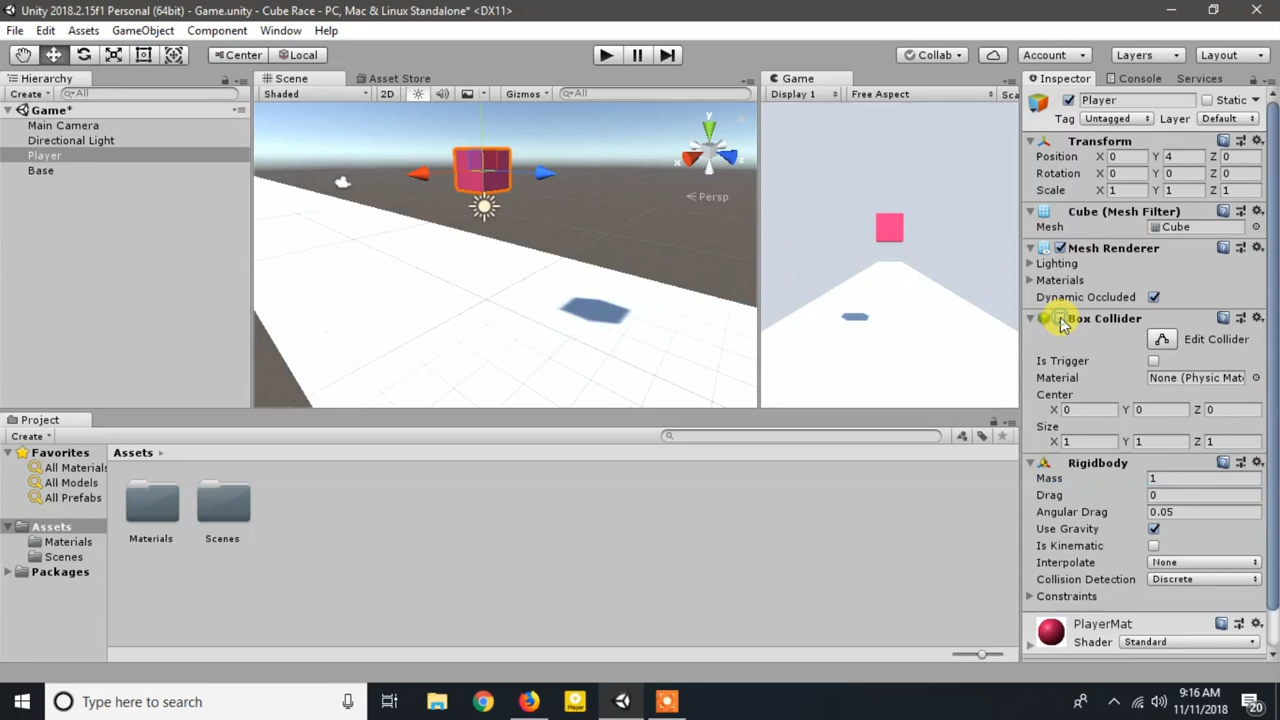 Unity 2018.2.15f1 Personal (64bit) - Game.unity - Cube Race - PC, Mac & Linux Standalone* <DX11>
File Edit Assets GameObject Component Window Help
Center Local Collab Account Layers Layout
Hierarchy
Create All
Game*
Main Camera
Directional Light
Player
Base
Scene Asset Store
Shaded 2D Gizmos All
y
x
z
Persp
Game
Display 1 Free Aspect Sca
Inspector Console Services
Player Static
Tag Untagged Layer Default
Transform
Position X 0 Y 4 Z 0
Rotation X 0 Y 0 Z 0
Scale X 1 Y 1 Z 1
Cube (Mesh Filter)
Mesh Cube
Mesh Renderer
Lighting
Materials
Dynamic Occluded
Box Collider
Edit Collider
Is Trigger
Material None (Physic Mate
Center
X 0 Y 0 Z 0
Size
X 1 Y 1 Z 1
Rigidbody
Mass 1
Drag 0
Angular Drag 0.05
Use Gravity
Is Kinematic
Interpolate None
Collision Detection Discrete
Constraints
PlayerMat
Shader Standard
Project
Create
Favorites
All Materials
All Models
All Prefabs
Assets
Materials
Scenes
Packages
Assets
Materials Scenes
Type here to search
Player
9:16 AM
11/11/2018
20